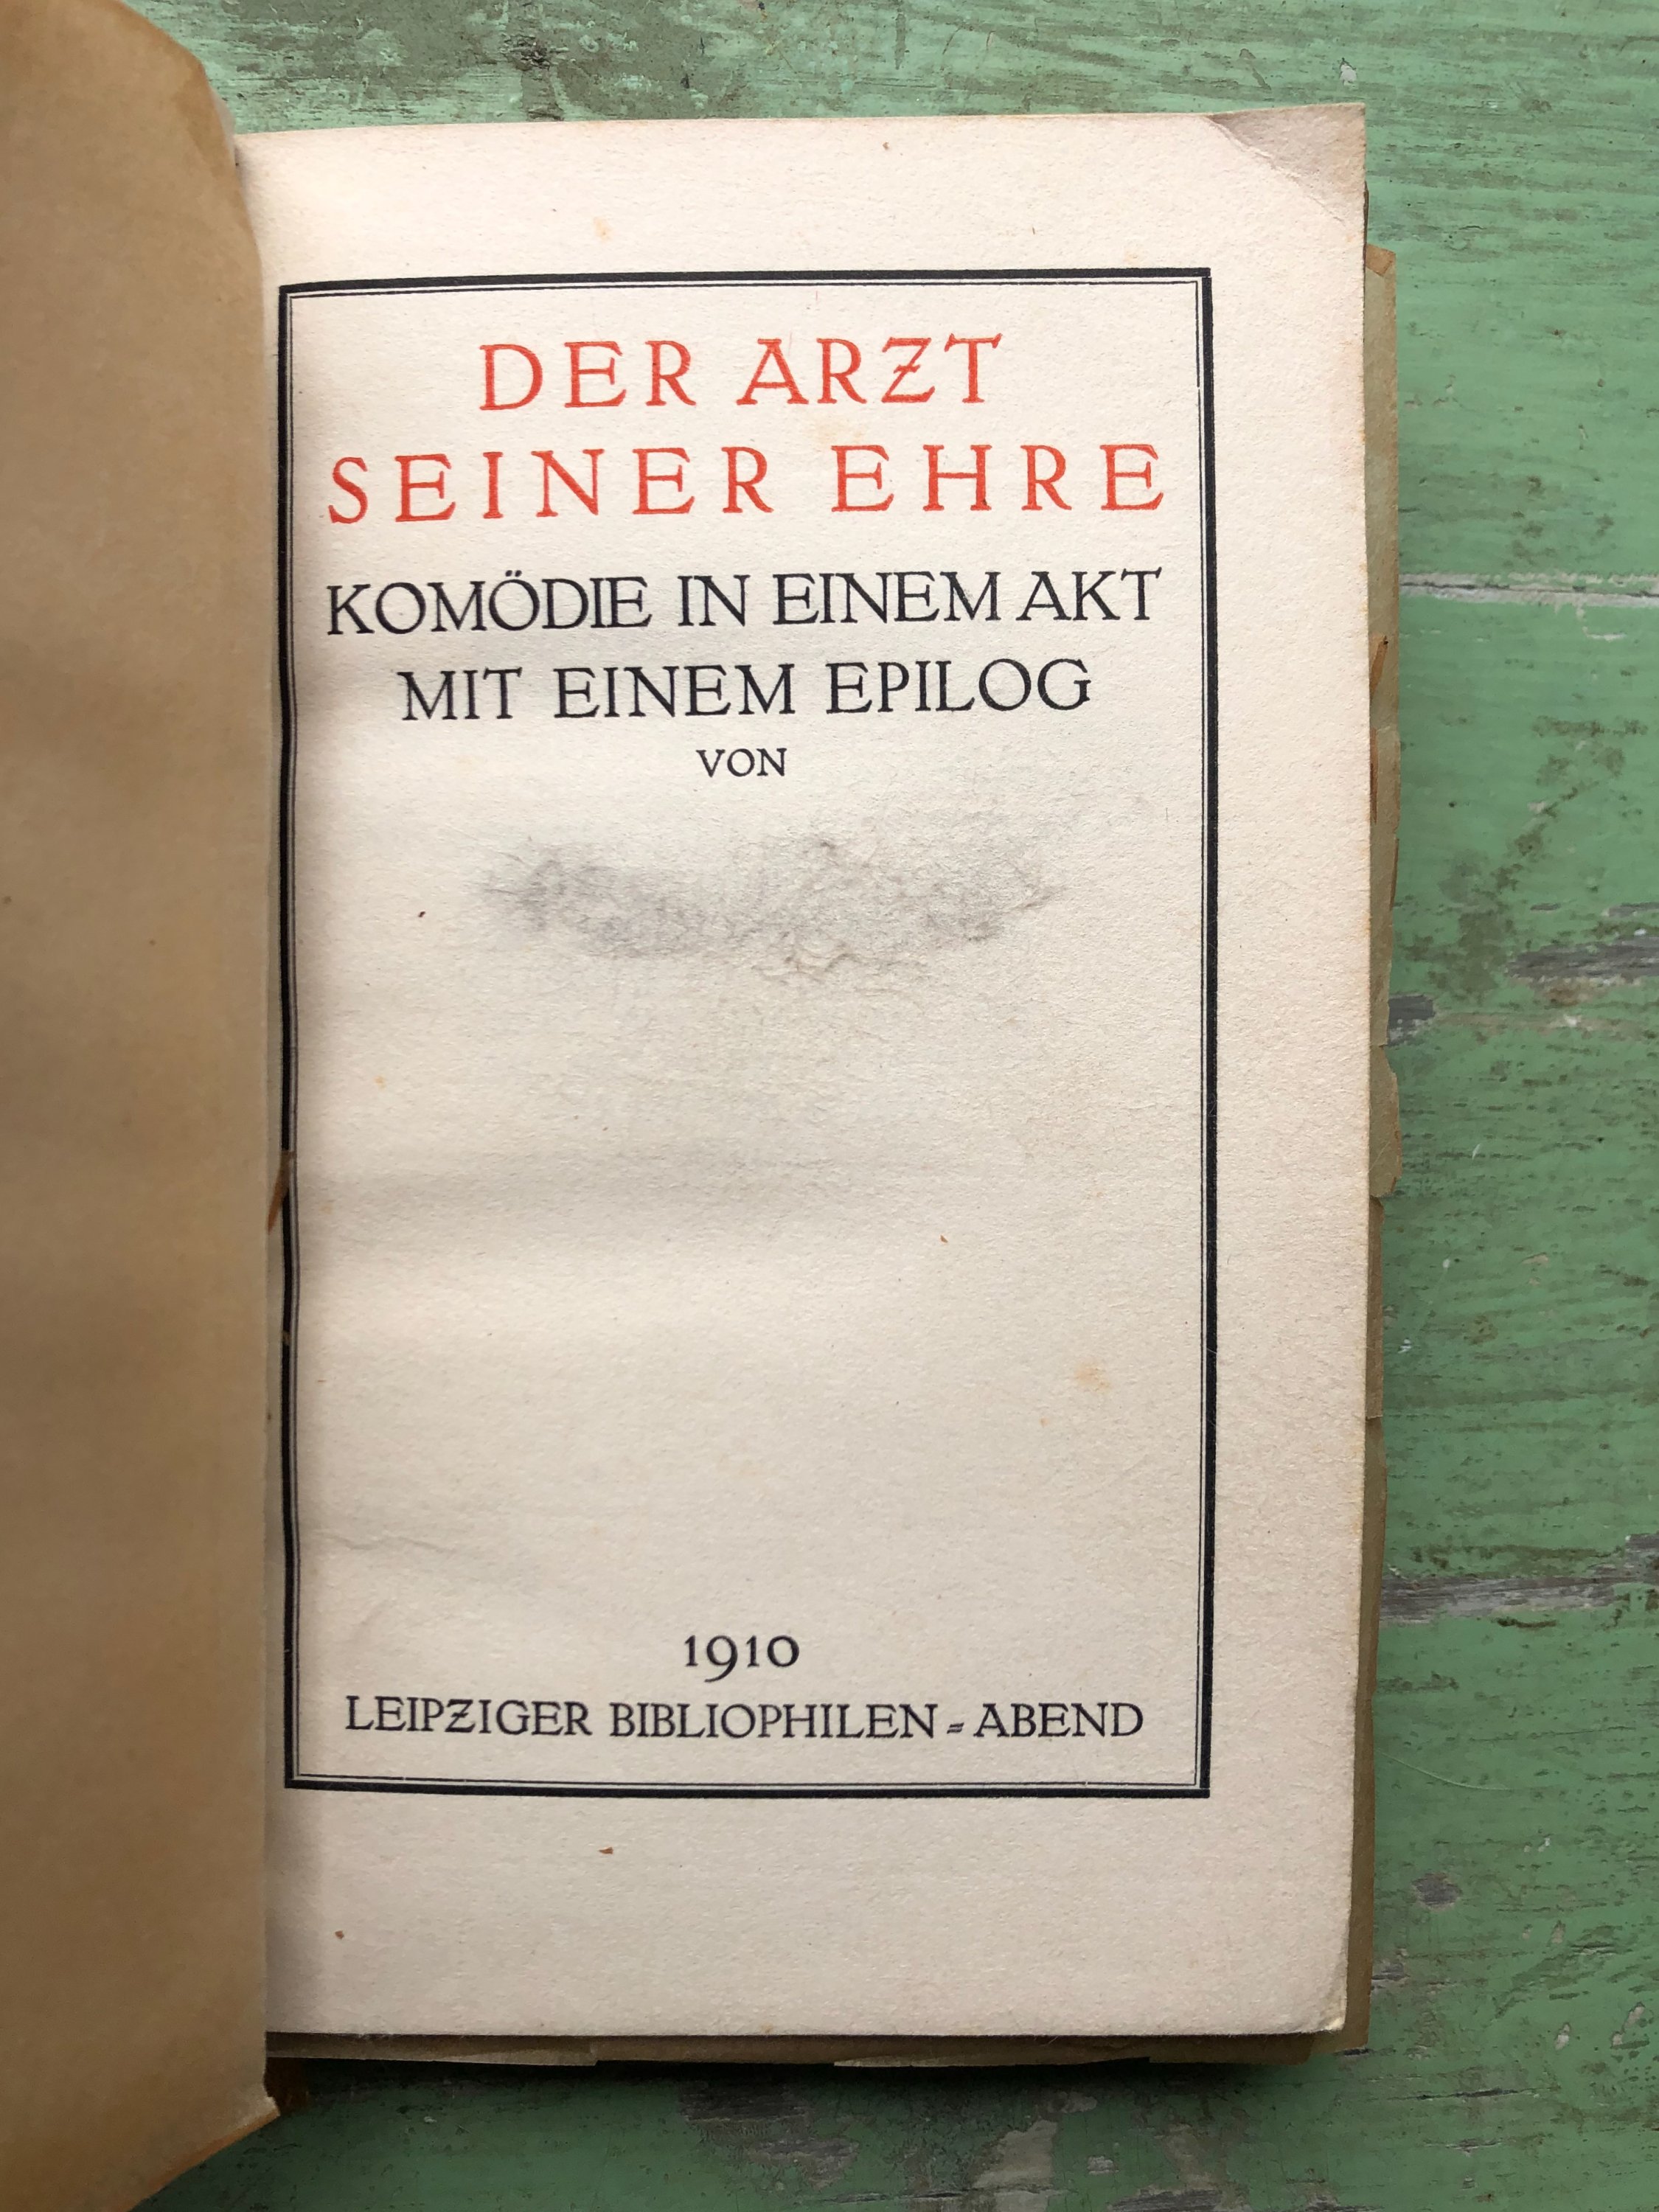 DER ARZT
SEINER EHRE
KOMÖDIE IN EINEM AKT
MIT EINEM EPILOG
VON
1910
LEIPZIGER BIBLIOPHILEN-ABEND